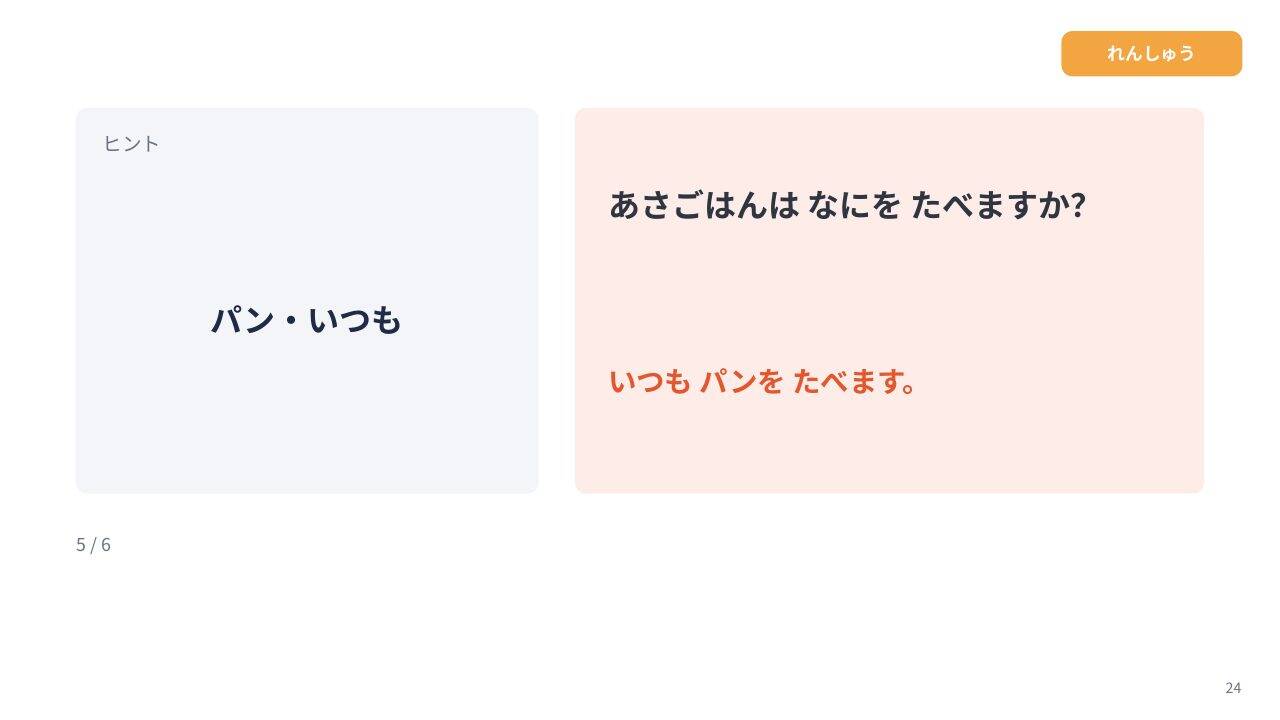 れんしゅう
ヒント
パン・いつも
あさごはんは なにを たべますか?
いつも パンを たべます。
5 / 6
24